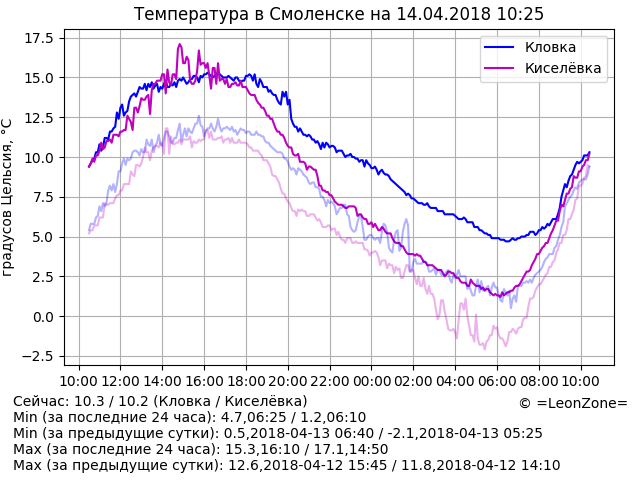 Температура в Смоленске на 14.04.2018 10:25
градусов Цельсия, °C
17.5
15.0
12.5
10.0
7.5
5.0
2.5
0.0
−2.5
Кловка
Киселёвка
10:00 12:00 14:00 16:00 18:00 20:00 22:00 00:00 02:00 04:00 06:00 08:00 10:00
Сейчас: 10.3 / 10.2 (Кловка / Киселёвка)
© =LeonZone=
Min (за последние 24 часа): 4.7,06:25 / 1.2,06:10
Min (за предыдущие сутки): 0.5,2018-04-13 06:40 / -2.1,2018-04-13 05:25
Max (за последние 24 часа): 15.3,16:10 / 17.1,14:50
Max (за предыдущие сутки): 12.6,2018-04-12 15:45 / 11.8,2018-04-12 14:10